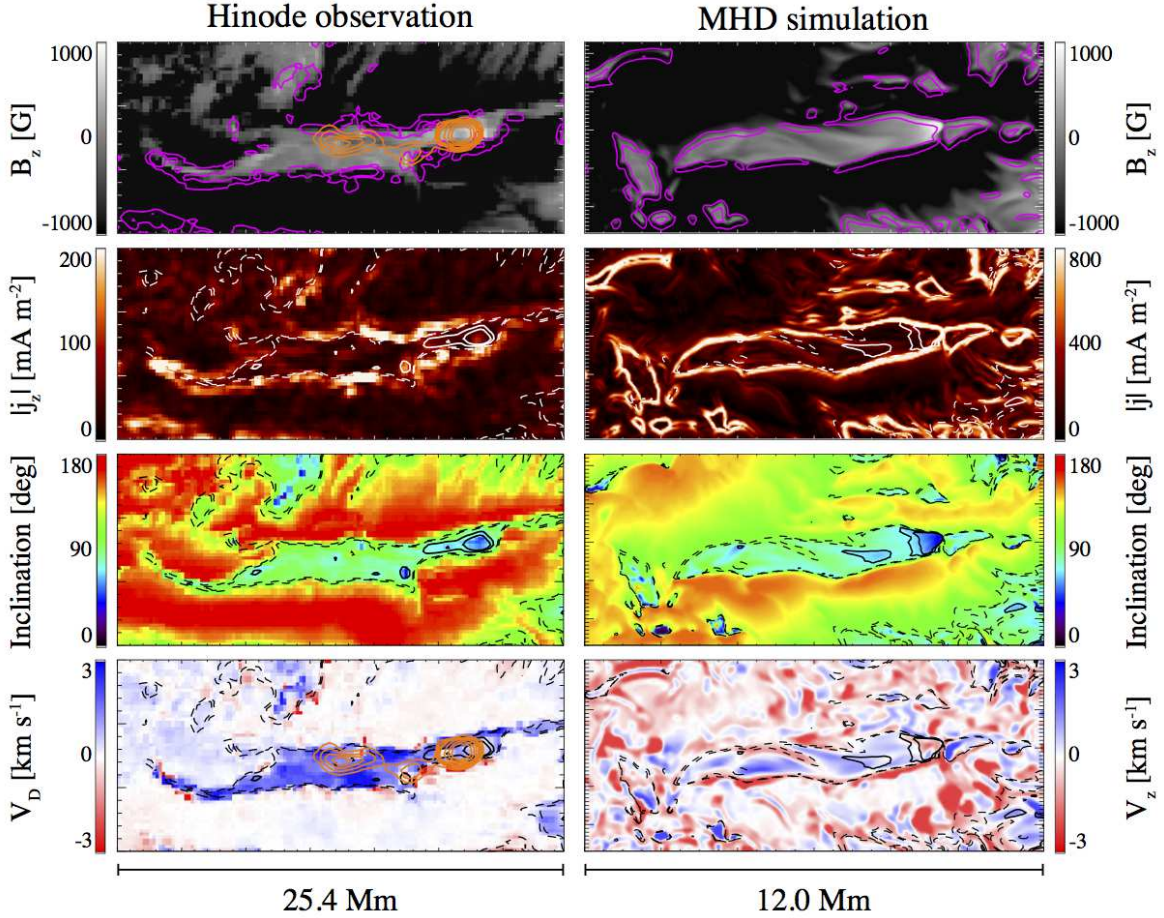 Hinode observation
MHD simulation
1000
0
-1000
B_z [G]
1000
0
-1000
B_z [G]
200
100
0
|j_z| [mA m⁻²]
800
400
0
|j| [mA m⁻²]
180
90
0
Inclination [deg]
180
90
0
Inclination [deg]
3
0
-3
V_D [km s⁻¹]
3
0
-3
V_z [km s⁻¹]
25.4 Mm
12.0 Mm